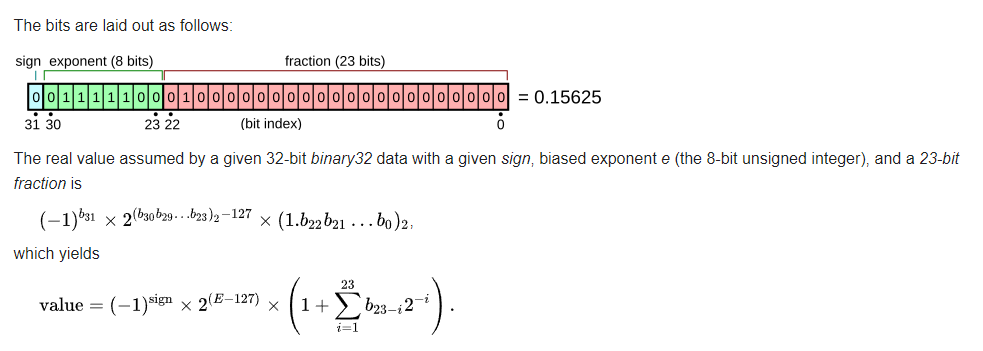 The bits are laid out as follows:
sign exponent (8 bits) fraction (23 bits)
0 0 1 1 1 1 1 0 0 0 1 0 0 0 0 0 0 0 0 0 0 0 0 0 0 0 0 0 0 0 0 0 = 0.15625
31 30 23 22 (bit index) 0
The real value assumed by a given 32-bit binary32 data with a given sign, biased exponent e (the 8-bit unsigned integer), and a 23-bit
fraction is
(−1)^{b₃₁} × 2^{(b₃₀b₂₉…b₂₃)₂−127} × (1.b₂₂b₂₁…b₀)₂,
which yields
value = (−1)^{sign} × 2^{(E−127)} × (1 + ∑_{i=1}^{23} b_{23−i}2^{−i}).